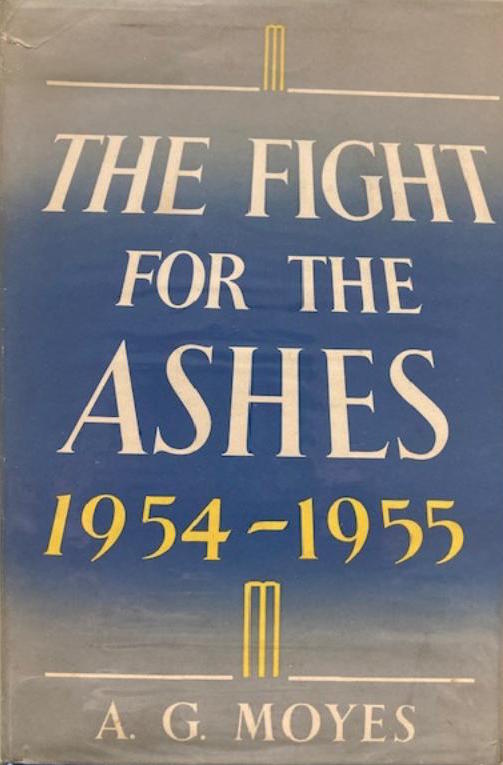 THE FIGHT
FOR THE
ASHES
1954-1955
A. G. MOYES